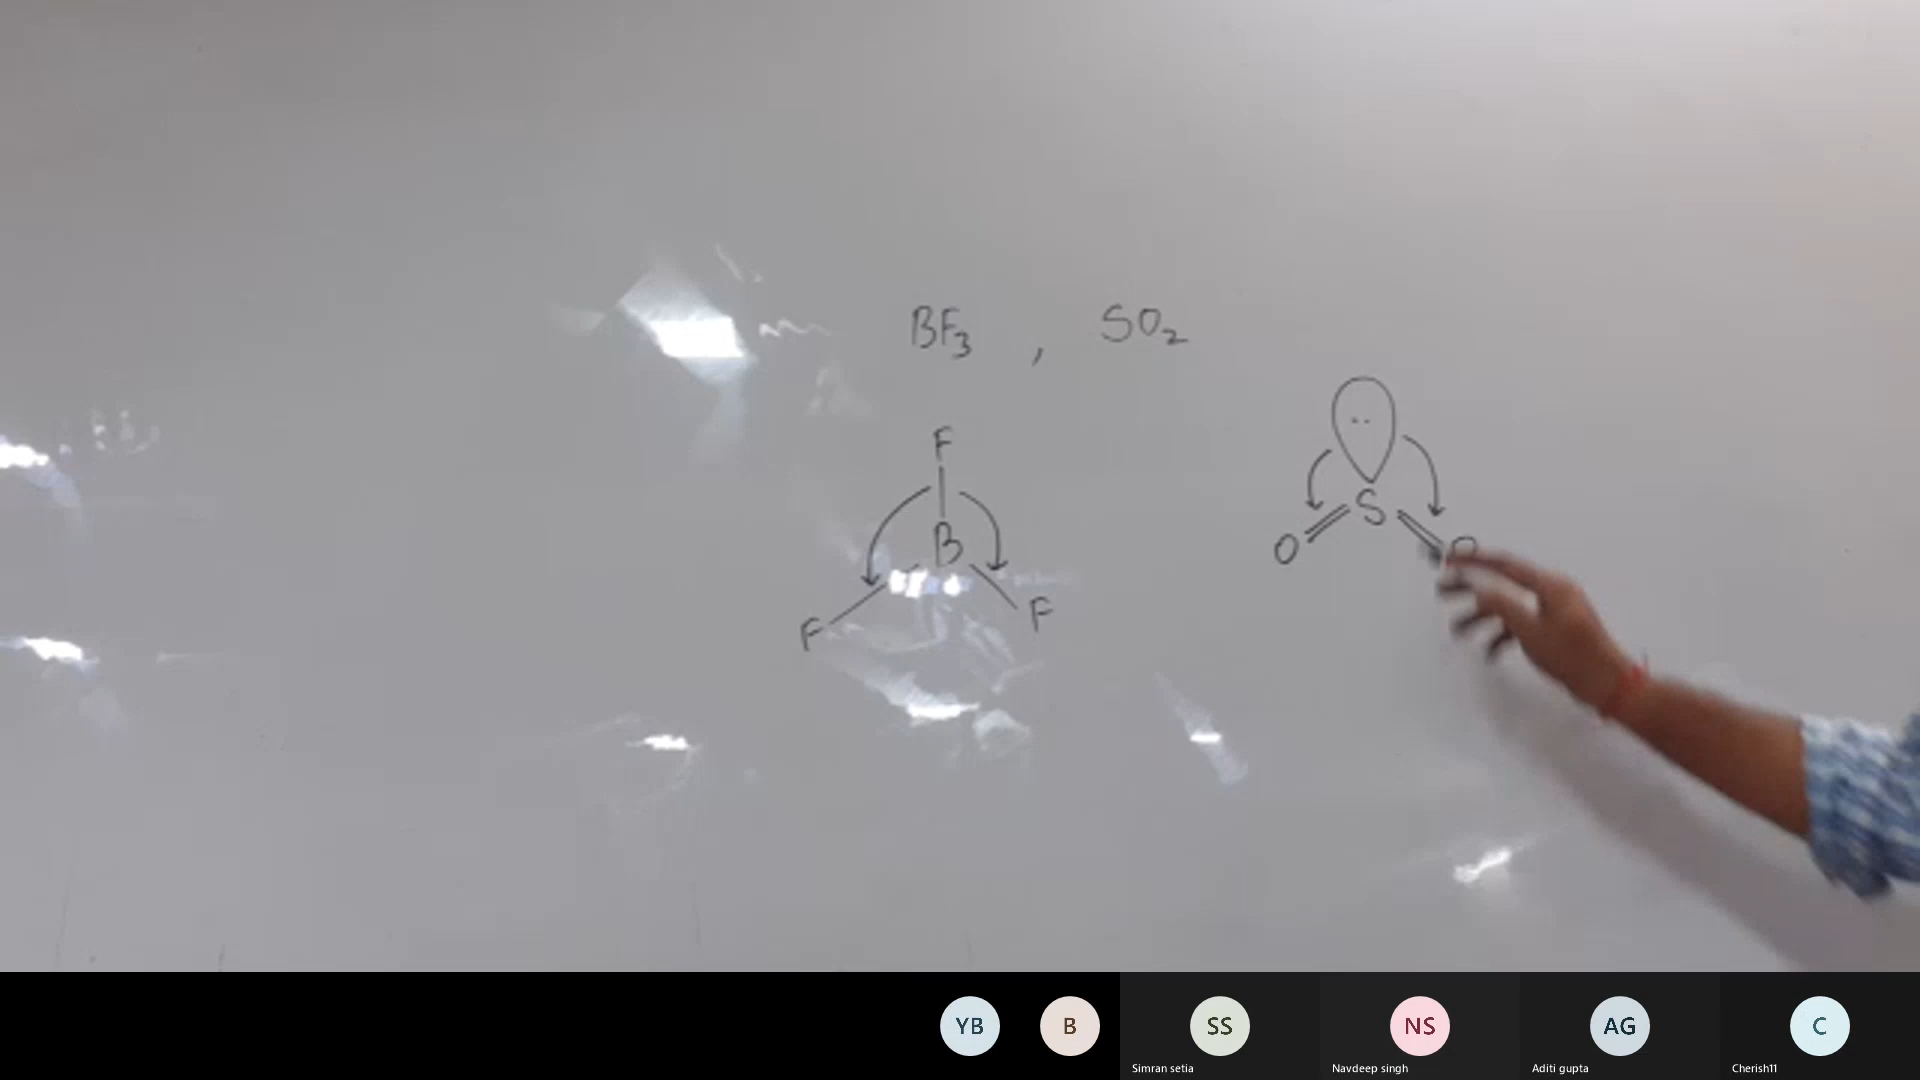 BF3 , SO2
F
B
F F
S
O O
YB B SS NS AG C
Simran setia Navdeep singh Aditi gupta Cherish11